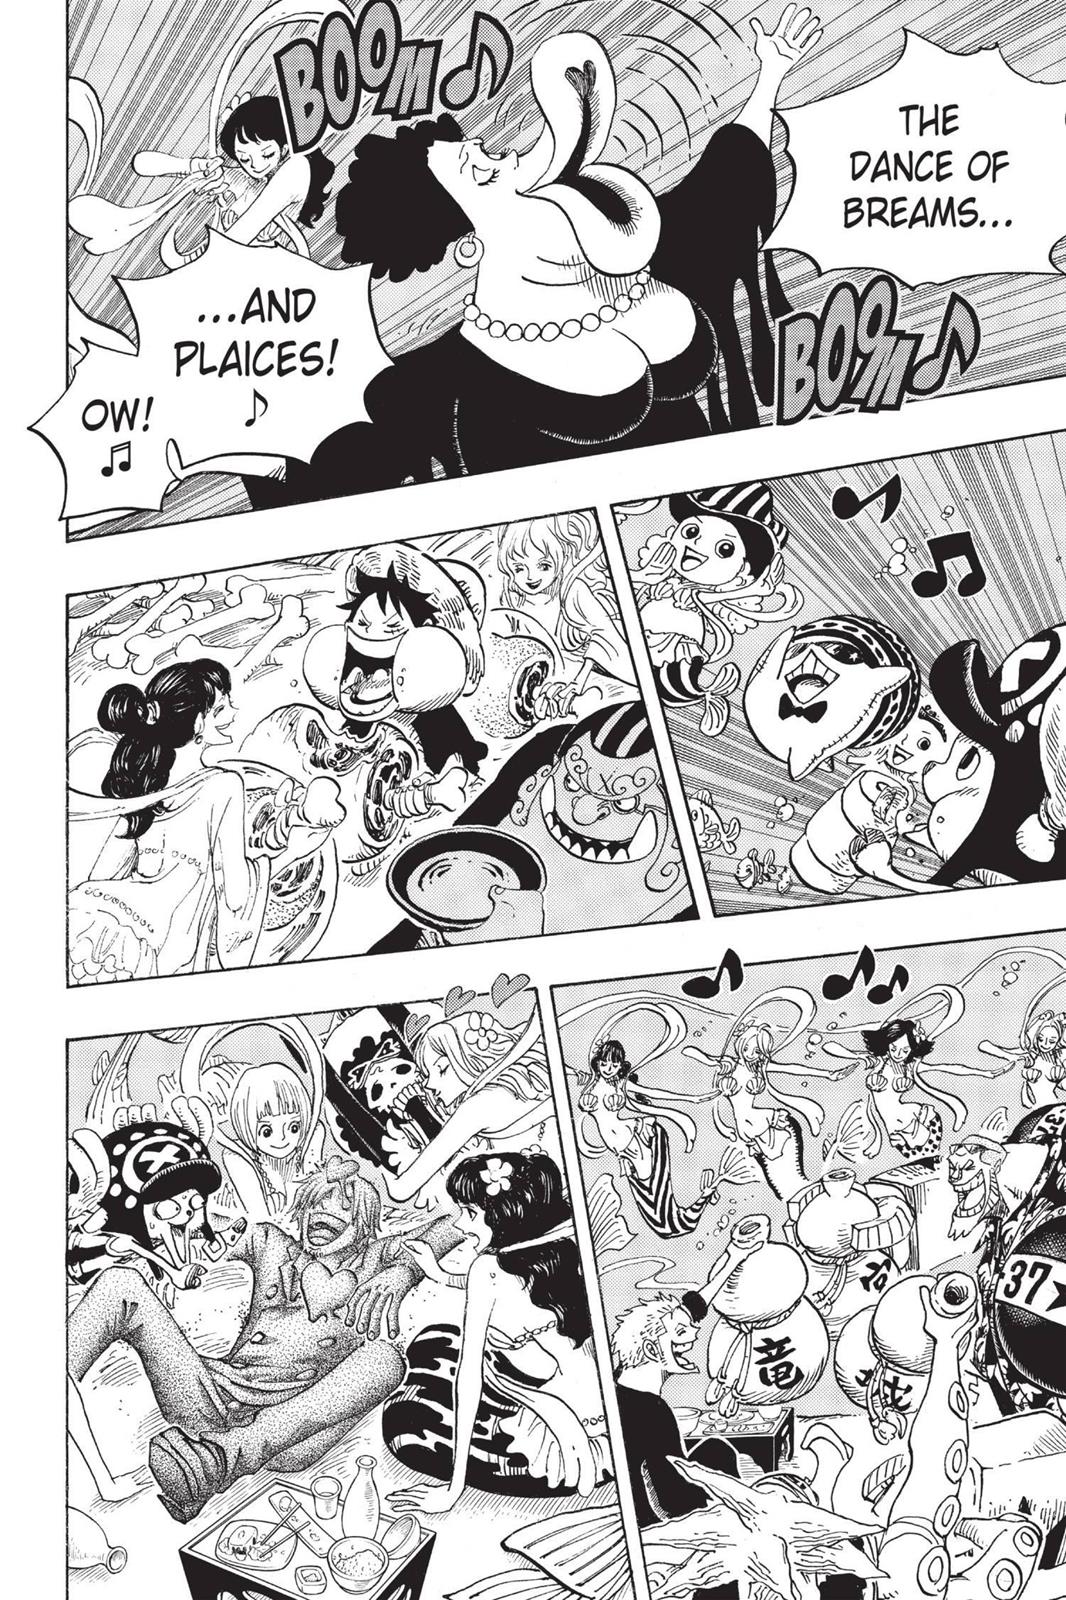 BOOM
THE
DANCE OF
BREAMS...
BOOM
...AND
PLAICES!
OW!
竜
37